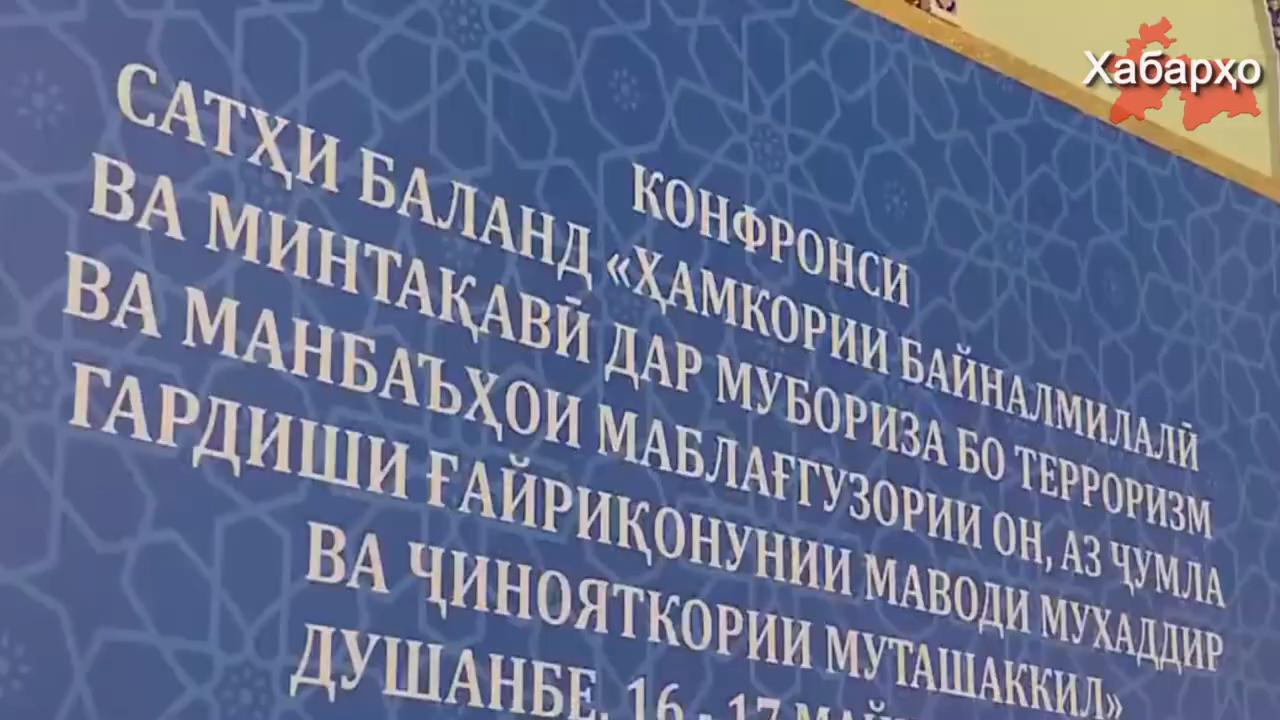 Хабарҳо
КОНФРОНСИ
САТҲИ БАЛАНД «ҲАМКОРИИ БАЙНАЛМИЛАЛӢ
ВА МИНТАҚАВӢ ДАР МУБОРИЗА БО ТЕРРОРИЗМ
ВА МАНБАЪҲОИ МАБЛАҒГУЗОРИИ ОН, АЗ ҶУМЛА
ГАРДИШИ ҒАЙРИҚОНУНИИ МАВОДИ МУХАДДИР
ВА ҶИНОЯТКОРИИ МУТАШАККИЛ»
ДУШАНБЕ, 16 - 17 МАЙИ